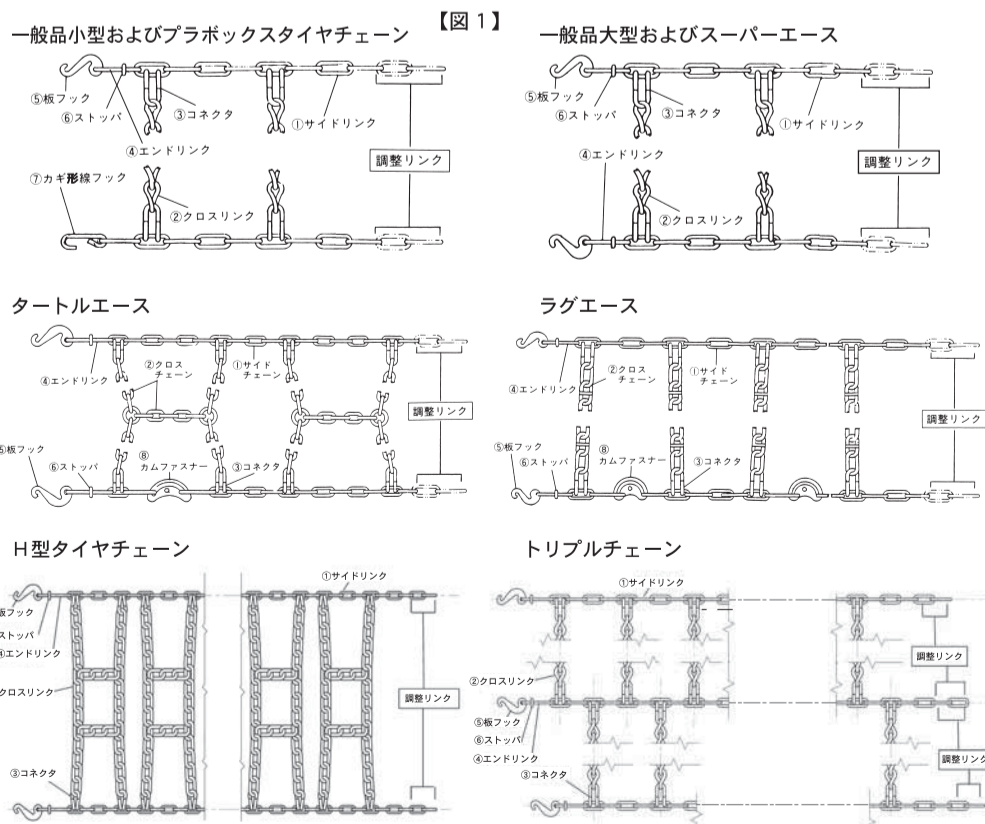 【図1】
一般品小型およびプラボックスタイヤチェーン
⑤板フック
⑥ストッパ
③コネクタ
①サイドリンク
④エンドリンク
調整リンク
⑦カギ形線フック
②クロスリンク
一般品大型およびスーパーエース
⑤板フック
⑥ストッパ
③コネクタ
①サイドリンク
④エンドリンク
調整リンク
②クロスリンク
タートルエース
④エンドリンク
②クロス
チェーン
①サイド
チェーン
調整リンク
⑤板フック
⑥ストッパ
⑧
カムファスナー
③コネクタ
ラグエース
④エンドリンク
②クロス
チェーン
①サイド
チェーン
調整リンク
⑤板フック
⑥ストッパ
⑧
カムファスナー
③コネクタ
H型タイヤチェーン
①サイドリンク
板フック
ストッパ
④エンドリンク
クロスリンク
調整リンク
③コネクタ
トリプルチェーン
①サイドリンク
調整リンク
②クロスリンク
⑤板フック
⑥ストッパ
④エンドリンク
調整リンク
③コネクタ